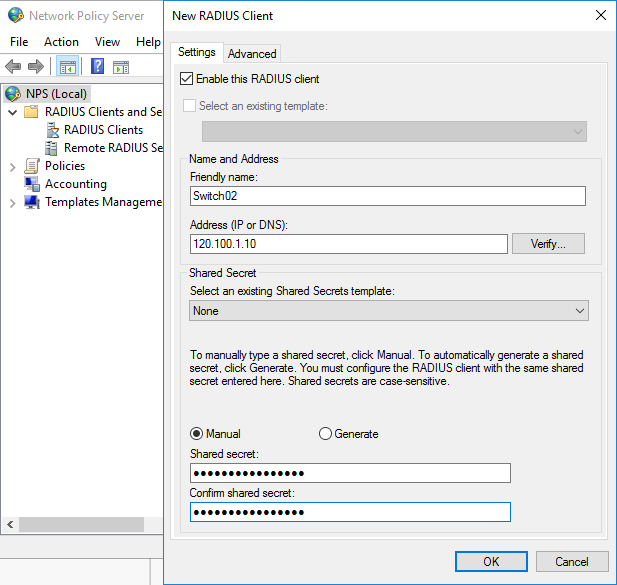 Network Policy Server
File Action View Help
NPS (Local)
RADIUS Clients and Se
RADIUS Clients
Remote RADIUS Se
Policies
Accounting
Templates Manageme
New RADIUS Client
Settings Advanced
Enable this RADIUS client
Select an existing template:
Name and Address
Friendly name:
Switch02
Address (IP or DNS):
120.100.1.10
Verify...
Shared Secret
Select an existing Shared Secrets template:
None
To manually type a shared secret, click Manual. To automatically generate a shared
secret, click Generate. You must configure the RADIUS client with the same shared
secret entered here. Shared secrets are case-sensitive.
Manual Generate
Shared secret:
●●●●●●●●●●●●●●●●
Confirm shared secret:
●●●●●●●●●●●●●●●●
OK Cancel